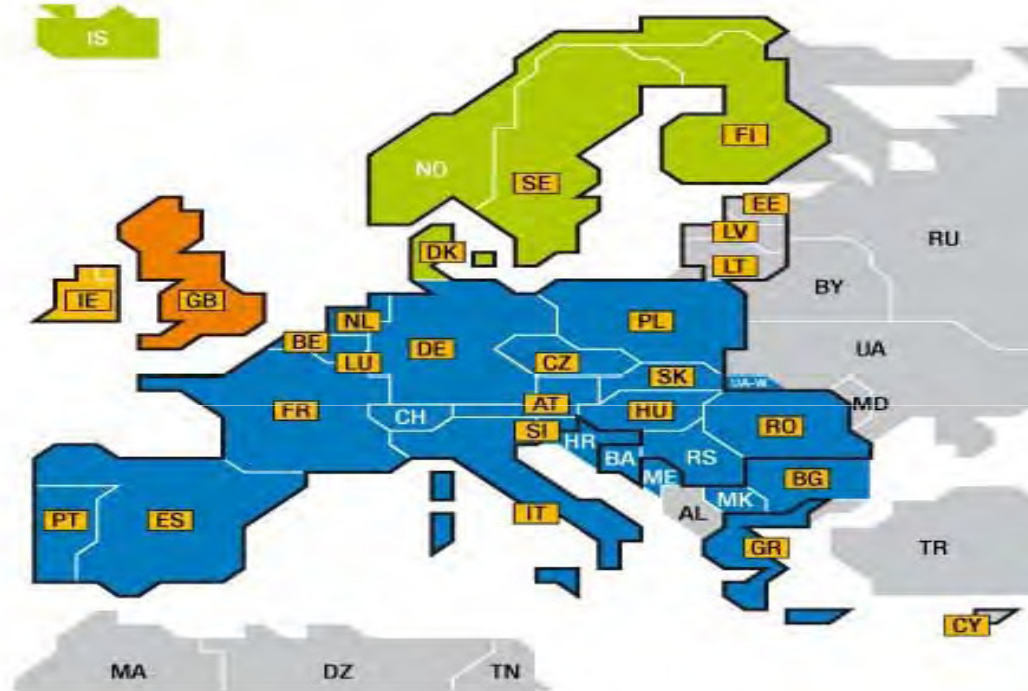 IS
NO
FI
SE
EE
LV
DK
RU
LT
BY
IE
GB
NL
PL
BE
DE
LU
CZ
UA
SK
UA-W
AT
MD
FR
CH
HU
SI
RO
HR
BA
RS
ME
BG
MK
PT
ES
IT
AL
GR
TR
CY
MA
DZ
TN